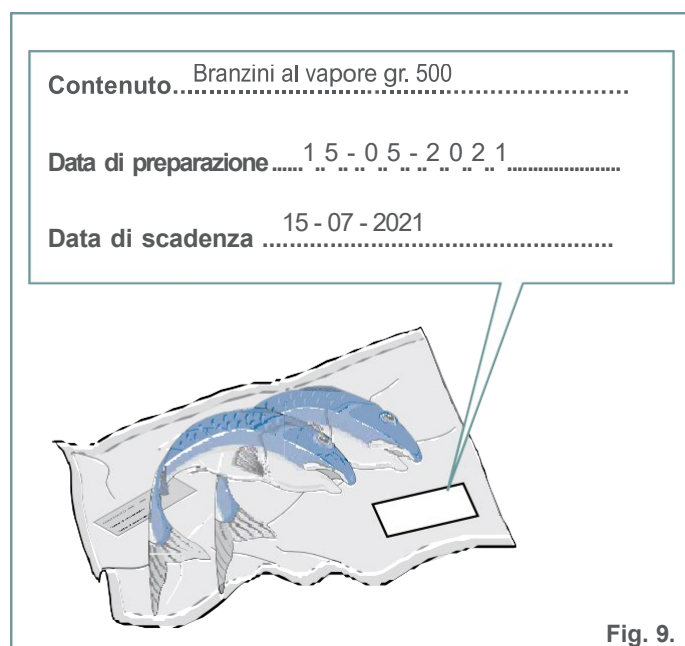 Contenuto... Branzini al vapore gr. 500
Data di preparazione ...... 15-05-2021
Data di scadenza ... 15 - 07 - 2021
Fig. 9.